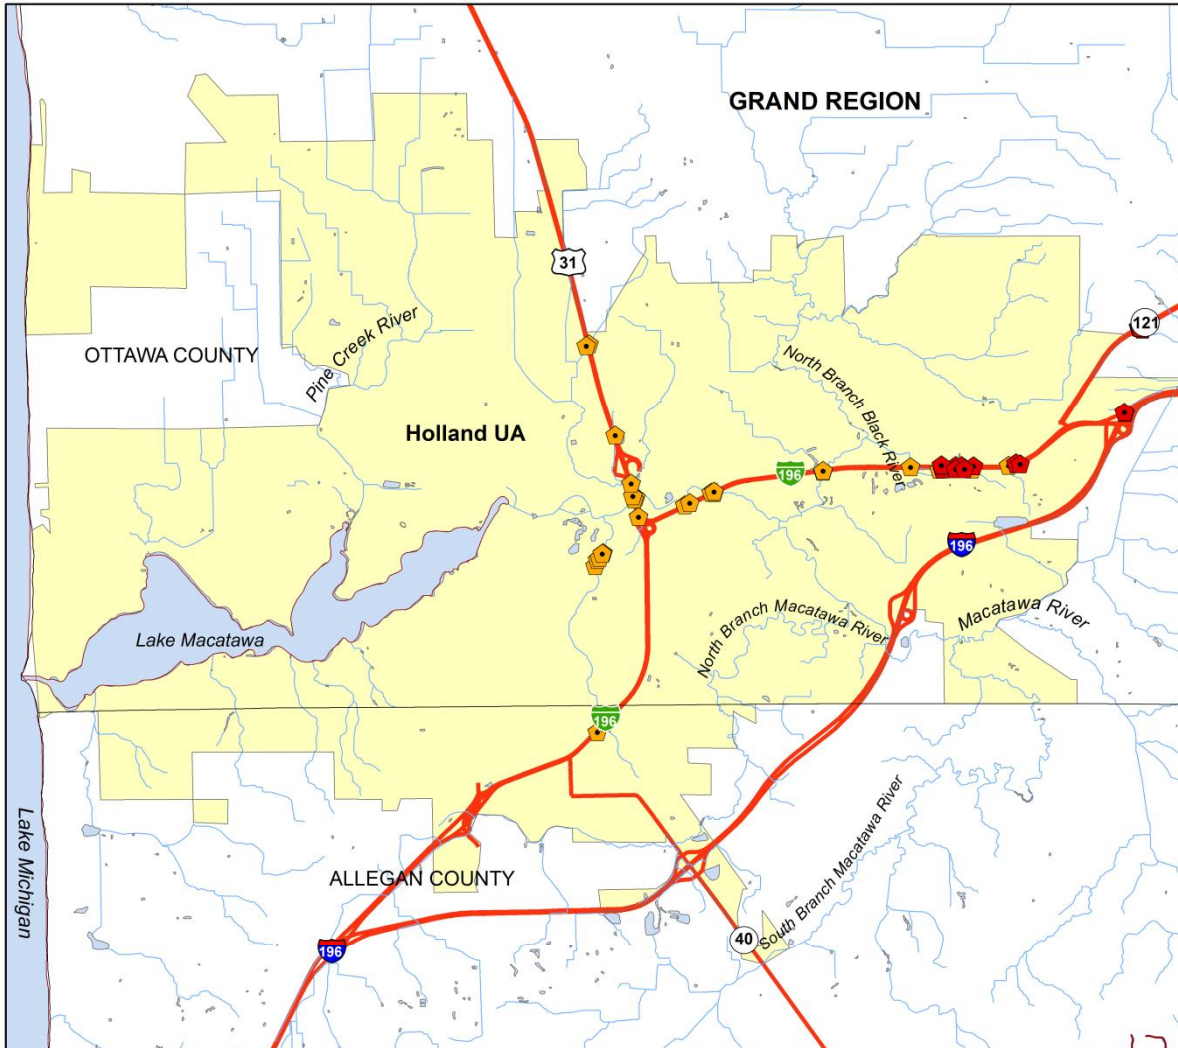 GRAND REGION
31
121
Pine Creek River
OTTAWA COUNTY
North Branch Black River
Holland UA
196
196
Lake Macatawa
North Branch Macatawa River
Macatawa River
196
Lake Michigan
South Branch Macatawa River
ALLEGAN COUNTY
40
196